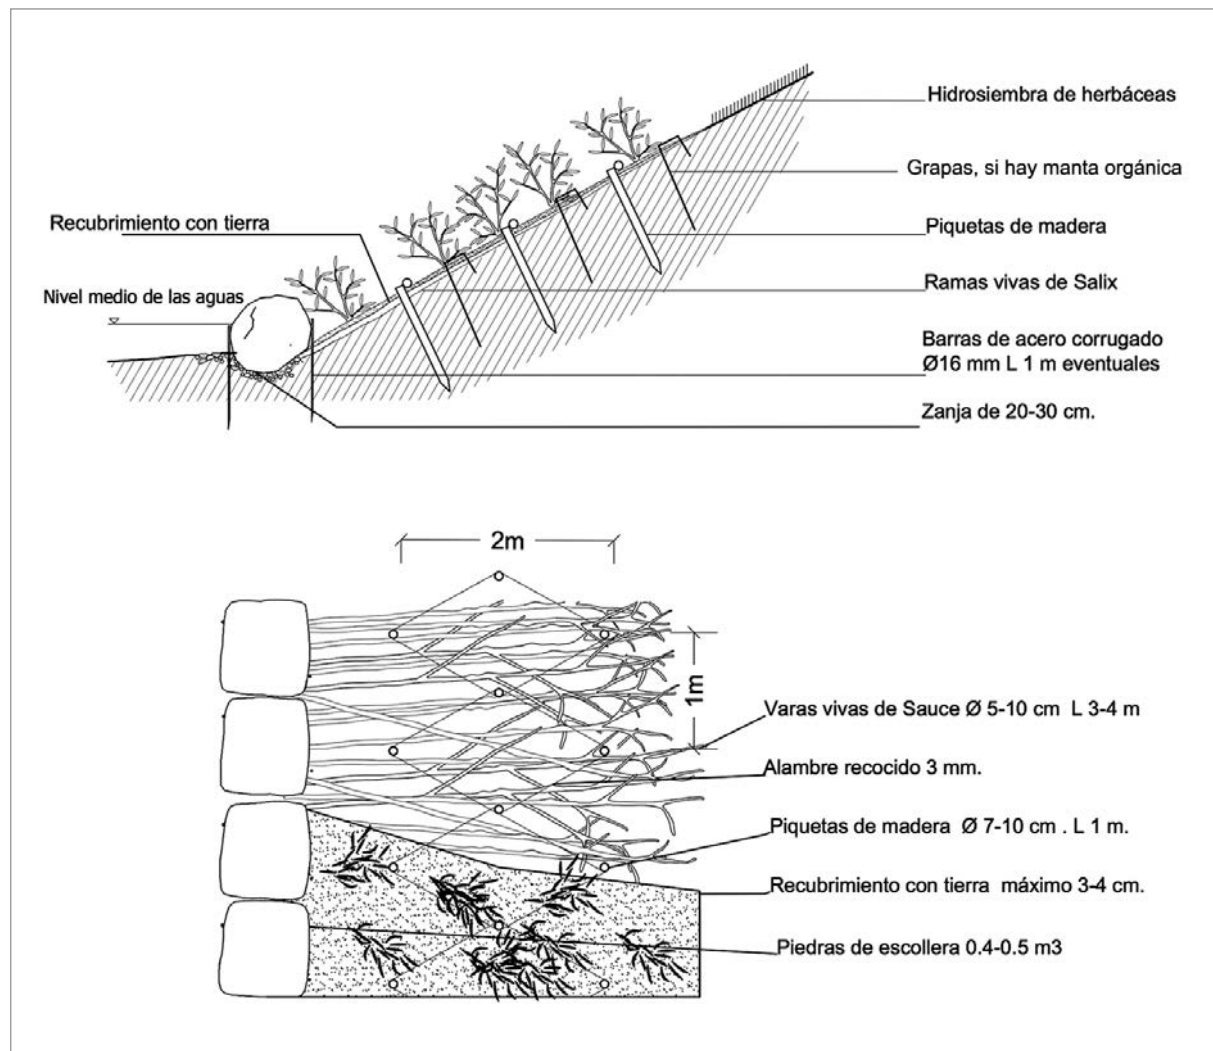 Hidrosiembra de herbáceas
Grapas, si hay manta orgánica
Recubrimiento con tierra
Piquetas de madera
Ramas vivas de Salix
Nivel medio de las aguas
Barras de acero corrugado
Ø16 mm L 1 m eventuales
Zanja de 20-30 cm.
2m
1m
Varas vivas de Sauce Ø 5-10 cm L 3-4 m
Alambre recocido 3 mm.
Piquetas de madera Ø 7-10 cm . L 1 m.
Recubrimiento con tierra máximo 3-4 cm.
Piedras de escollera 0.4-0.5 m3